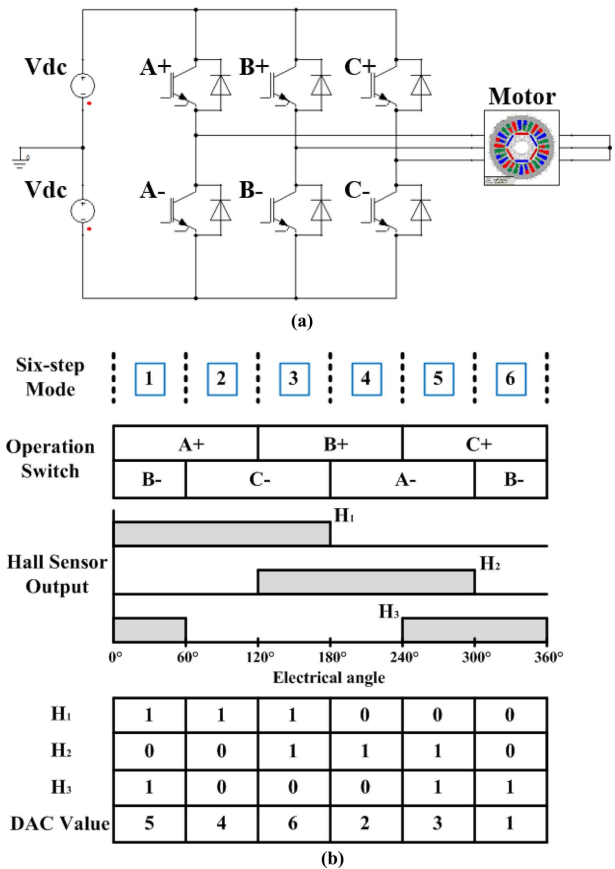 Vdc A+ B+ C+
Motor
Vdc A- B- C-
(a)
Six-step Mode 1 2 3 4 5 6
Operation Switch
A+ B+ C+
B- C- A- B-
H₁
Hall Sensor Output
H₂
H₃
0° 60° 120° 180° 240° 300° 360°
Electrical angle
H₁ 1 1 1 0 0 0
H₂ 0 0 1 1 1 0
H₃ 1 0 0 0 1 1
DAC Value 5 4 6 2 3 1
(b)